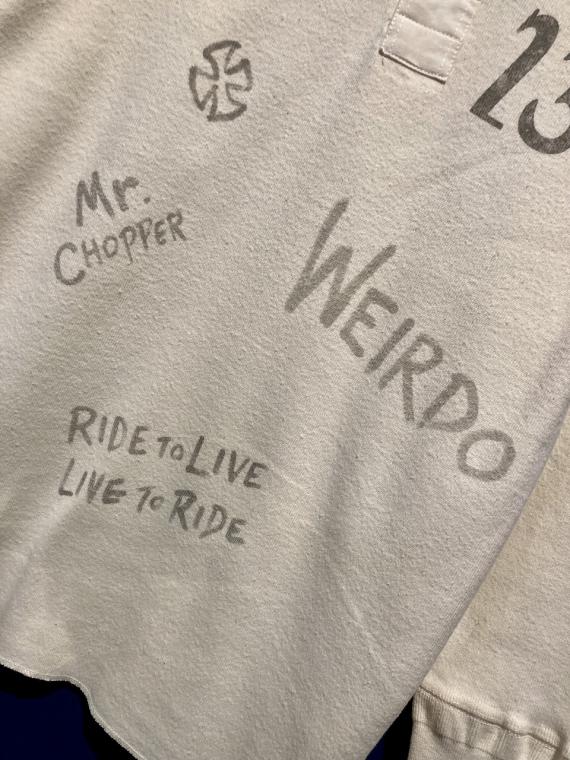 23
Mr.
CHOPPER
WEIRDO
RIDE TO LIVE
LIVE TO RIDE